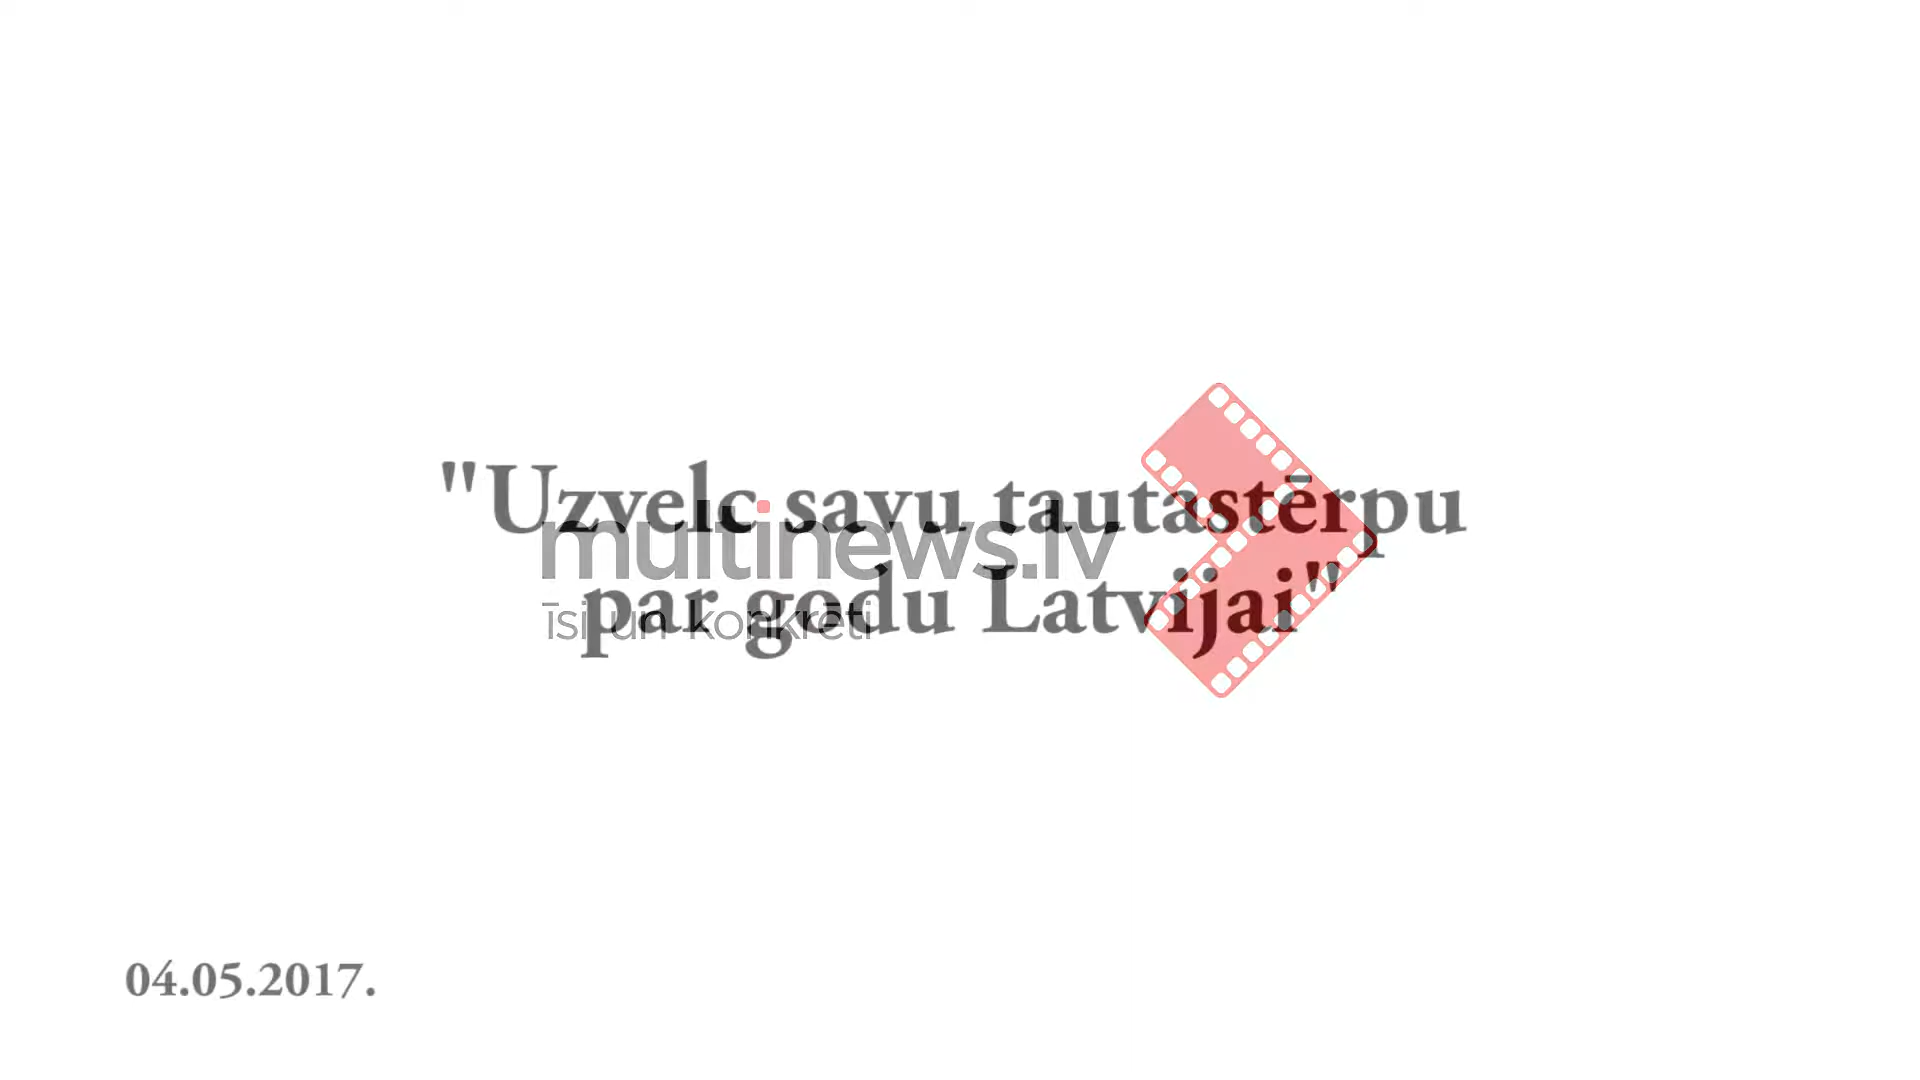 "Uzvelc savu tautastērpu
multinews.lv
par godu Latvijai"
īsi un konkrēti
04.05.2017.